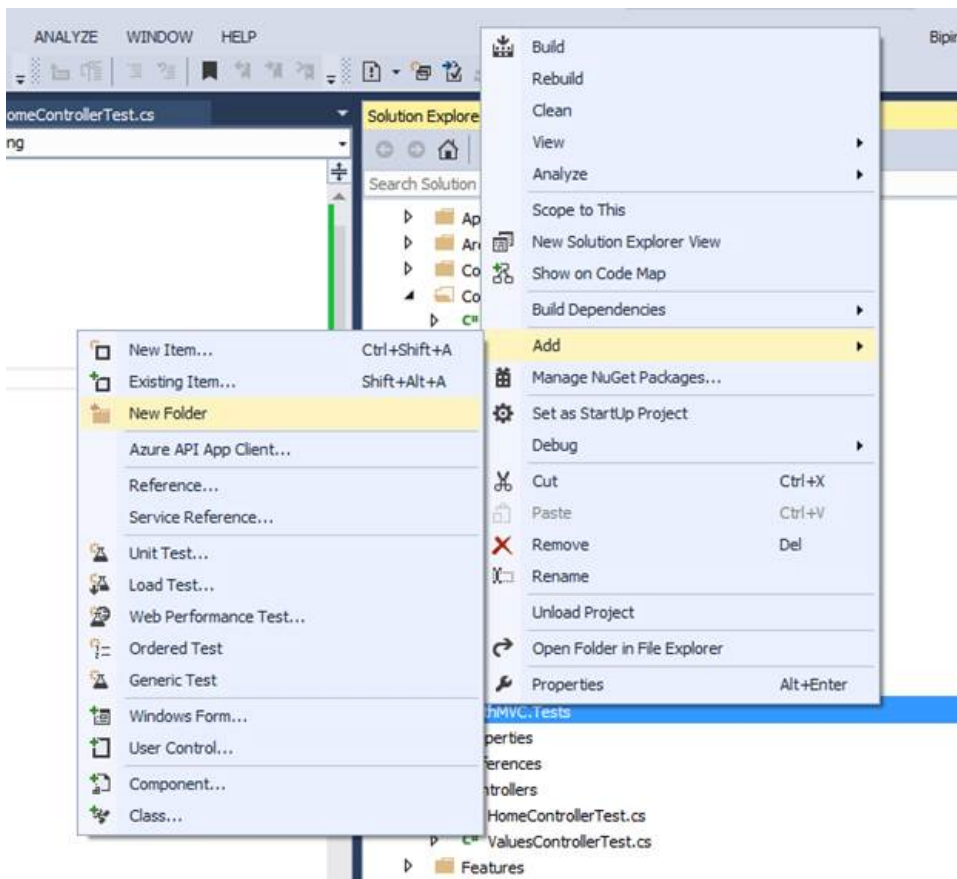 ANALYZE WINDOW HELP
Bipin
omeControllerTest.cs
ng
Solution Explore
Search Solution
Ap
Are
Co
Co
C#
Build
Rebuild
Clean
View
Analyze
Scope to This
New Solution Explorer View
Show on Code Map
Build Dependencies
Add
Manage NuGet Packages...
Set as StartUp Project
Debug
Cut Ctrl+X
Paste Ctrl+V
Remove Del
Rename
Unload Project
Open Folder in File Explorer
Properties Alt+Enter
New Item... Ctrl+Shift+A
Existing Item... Shift+Alt+A
New Folder
Azure API App Client...
Reference...
Service Reference...
Unit Test...
Load Test...
Web Performance Test...
Ordered Test
Generic Test
Windows Form...
User Control...
Component...
Class...
thMVC.Tests
perties
ferences
ntrollers
HomeControllerTest.cs
C# ValuesControllerTest.cs
Features